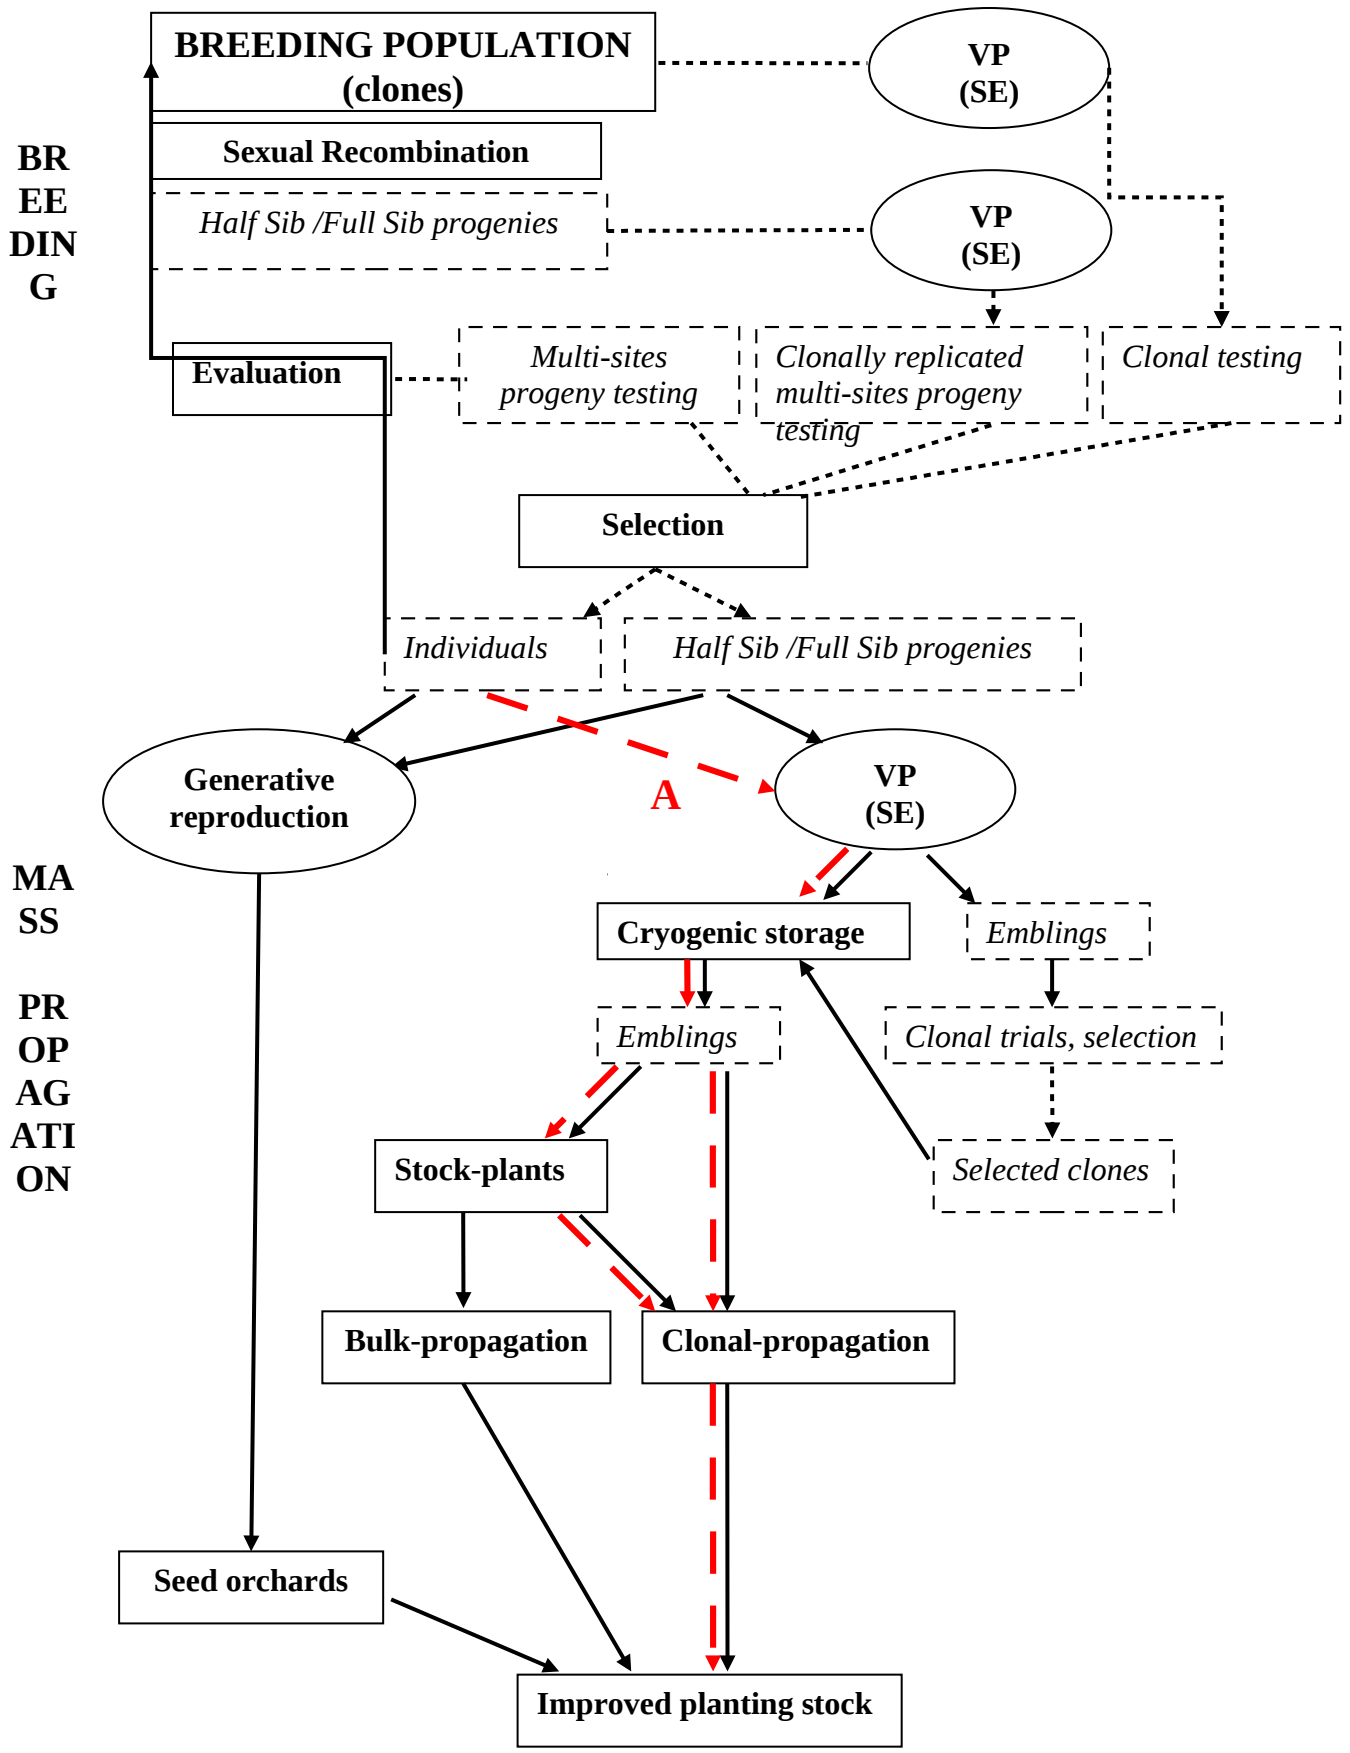 BREEDING POPULATION
(clones)
VP
(SE)
BR
EE
DIN
G
Sexual Recombination
Half Sib /Full Sib progenies
VP
(SE)
Evaluation
Multi-sites
progeny testing
Clonally replicated
multi-sites progeny
testing
Clonal testing
Selection
Individuals
Half Sib /Full Sib progenies
Generative
reproduction
A
VP
(SE)
MA
SS
PR
OP
AG
ATI
ON
Cryogenic storage
Emblings
Emblings
Clonal trials, selection
Stock-plants
Selected clones
Bulk-propagation
Clonal-propagation
Seed orchards
Improved planting stock